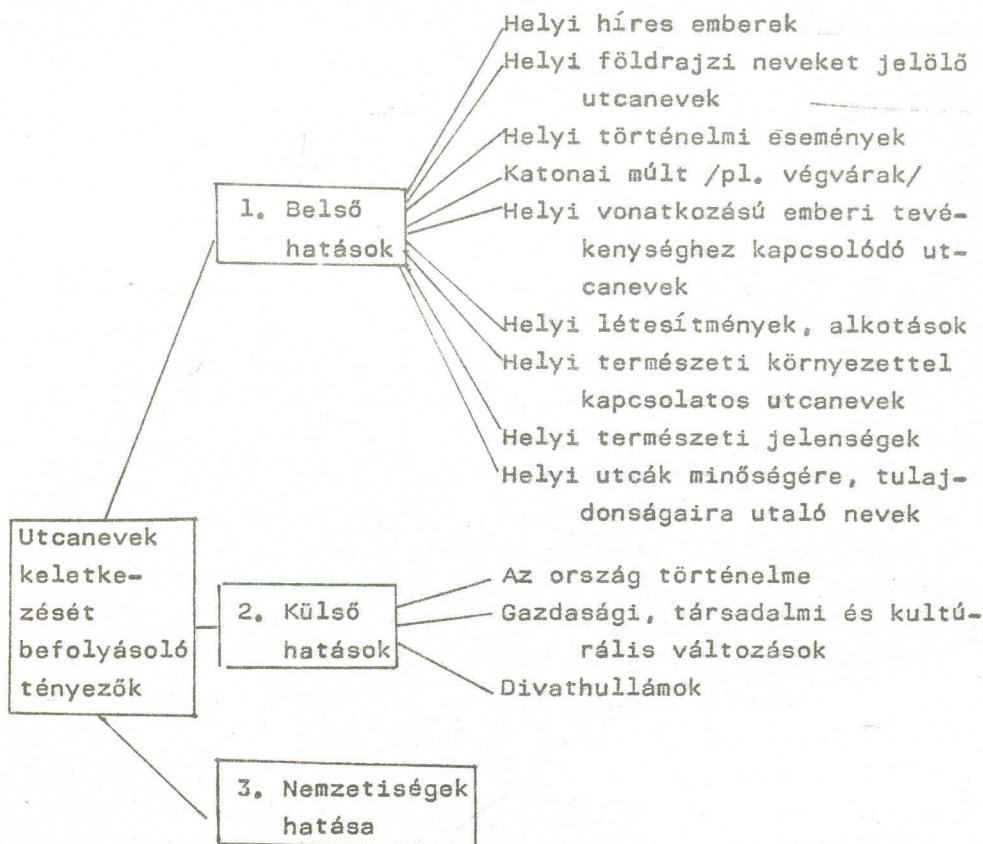 Helyi híres emberek
Helyi földrajzi neveket jelölő
utcanevek
Helyi történelmi események
Katonai múlt /pl. végvárak/
1. Belső
hatások
Helyi vonatkozású emberi tevé-
kenységhez kapcsolódó ut-
canevek
Helyi létesítmények, alkotások
Helyi természeti környezettel
kapcsolatos utcanevek
Helyi természeti jelenségek
Helyi utcák minőségére, tulaj-
donságaira utaló nevek
Utcanevek
keletke-
zését
befolyásoló
tényezők
2. Külső
hatások
Az ország történelme
Gazdasági, társadalmi és kultú-
rális változások
Divathullámok
3. Nemzetiségek
hatása